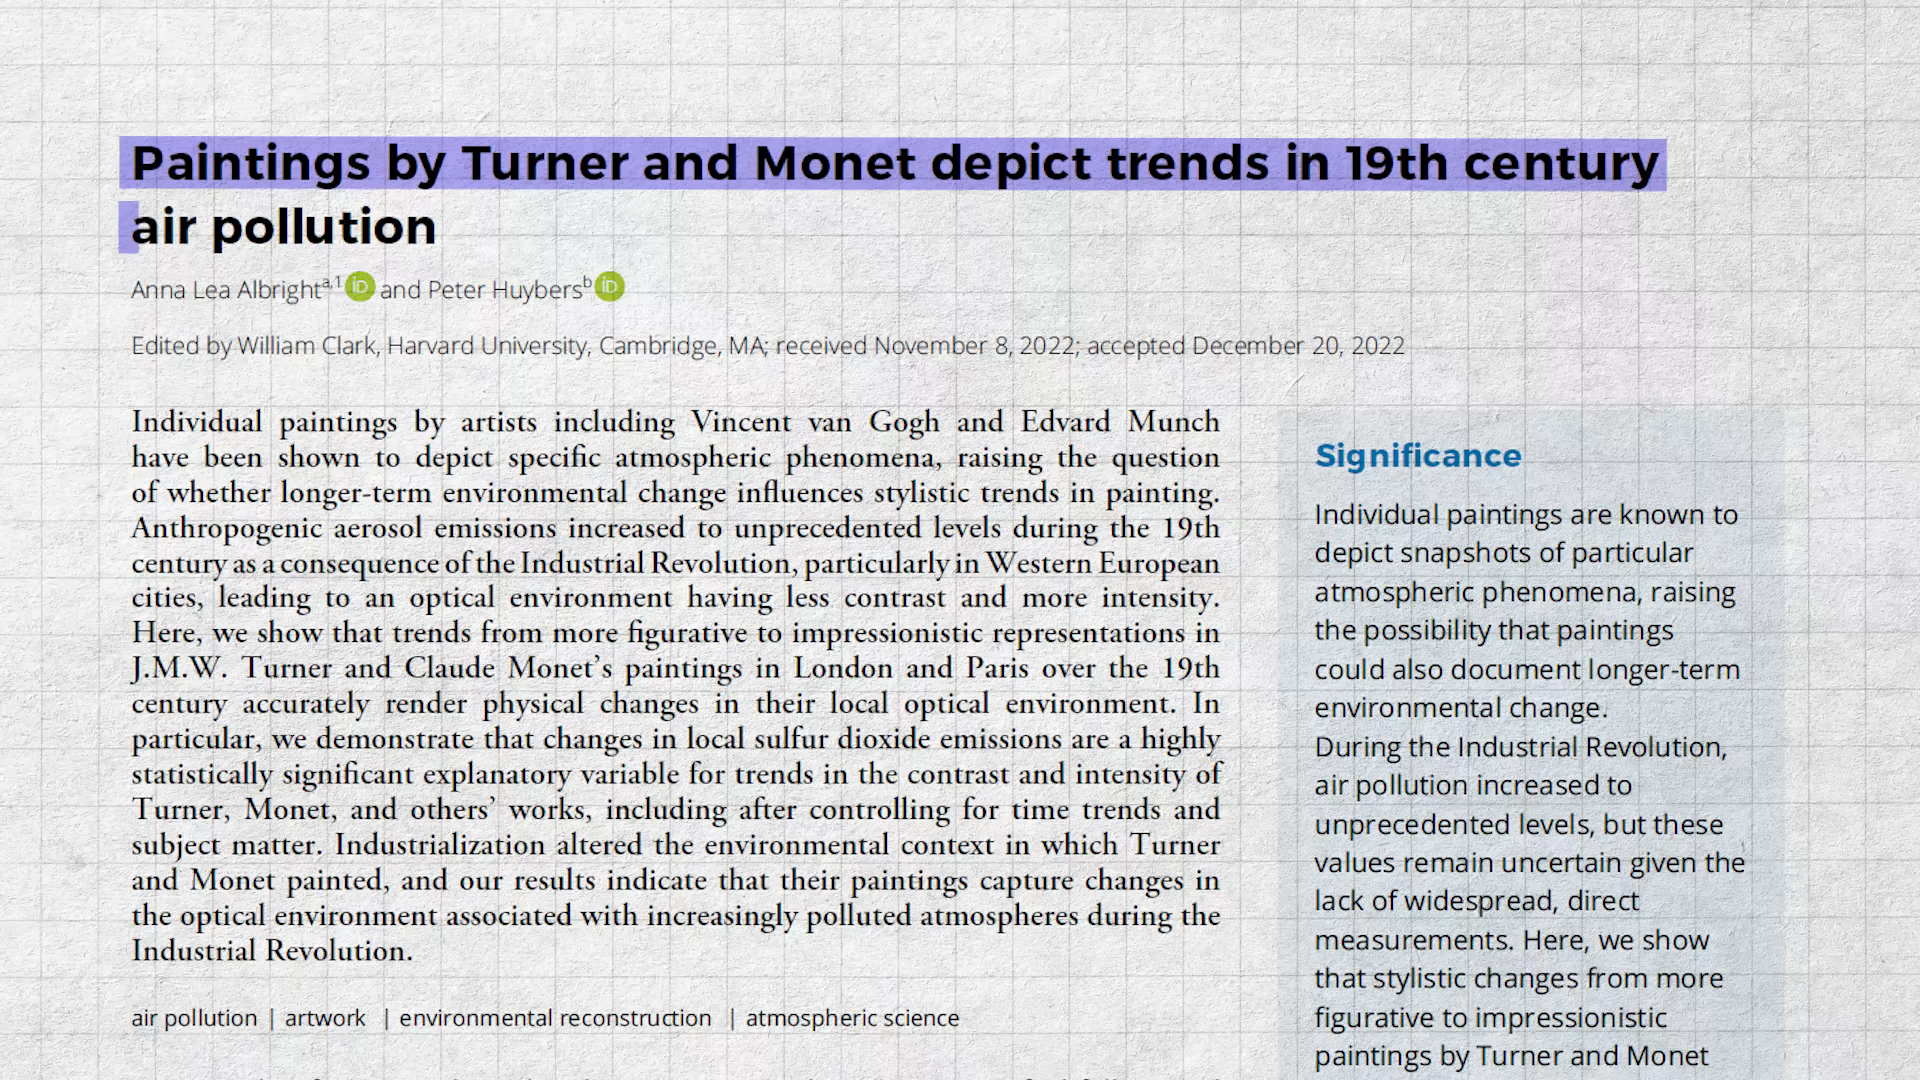 Paintings by Turner and Monet depict trends in 19th century
air pollution
Anna Lea Albrightᵃ,¹ iD and Peter Huybersᵇ iD
Edited by William Clark, Harvard University, Cambridge, MA; received November 8, 2022; accepted December 20, 2022
Individual paintings by artists including Vincent van Gogh and Edvard Munch
have been shown to depict specific atmospheric phenomena, raising the question
of whether longer-term environmental change influences stylistic trends in painting.
Anthropogenic aerosol emissions increased to unprecedented levels during the 19th
century as a consequence of the Industrial Revolution, particularly in Western European
cities, leading to an optical environment having less contrast and more intensity.
Here, we show that trends from more figurative to impressionistic representations in
J.M.W. Turner and Claude Monet's paintings in London and Paris over the 19th
century accurately render physical changes in their local optical environment. In
particular, we demonstrate that changes in local sulfur dioxide emissions are a highly
statistically significant explanatory variable for trends in the contrast and intensity of
Turner, Monet, and others' works, including after controlling for time trends and
subject matter. Industrialization altered the environmental context in which Turner
and Monet painted, and our results indicate that their paintings capture changes in
the optical environment associated with increasingly polluted atmospheres during the
Industrial Revolution.
air pollution | artwork | environmental reconstruction | atmospheric science
Significance
Individual paintings are known to
depict snapshots of particular
atmospheric phenomena, raising
the possibility that paintings
could also document longer-term
environmental change.
During the Industrial Revolution,
air pollution increased to
unprecedented levels, but these
values remain uncertain given the
lack of widespread, direct
measurements. Here, we show
that stylistic changes from more
figurative to impressionistic
paintings by Turner and Monet